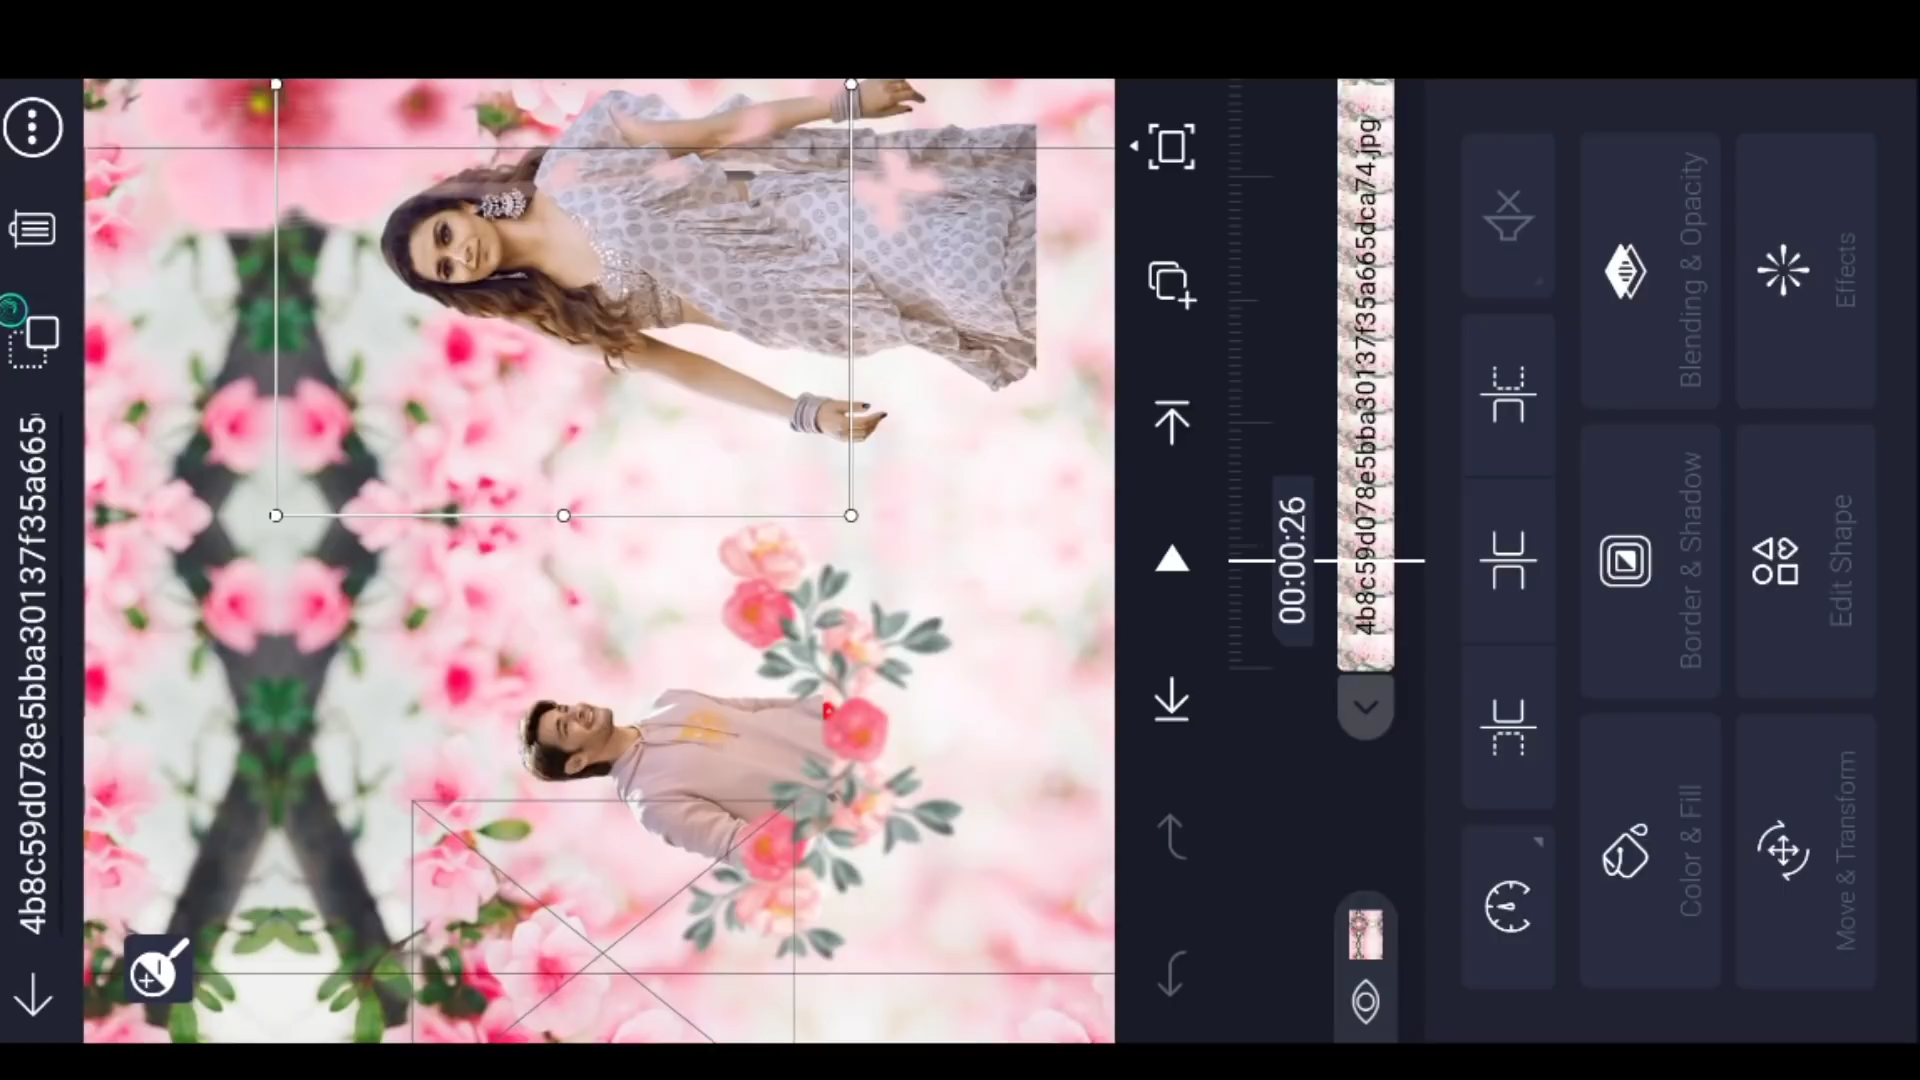 4b8c59d078e5bba30137f35a665
00:00:26
4b8c59d078e5bba30137f35a665dca74.jpg
Color & Fill
Border & Shadow
Blending & Opacity
Move & Transform
Edit Shape
Effects